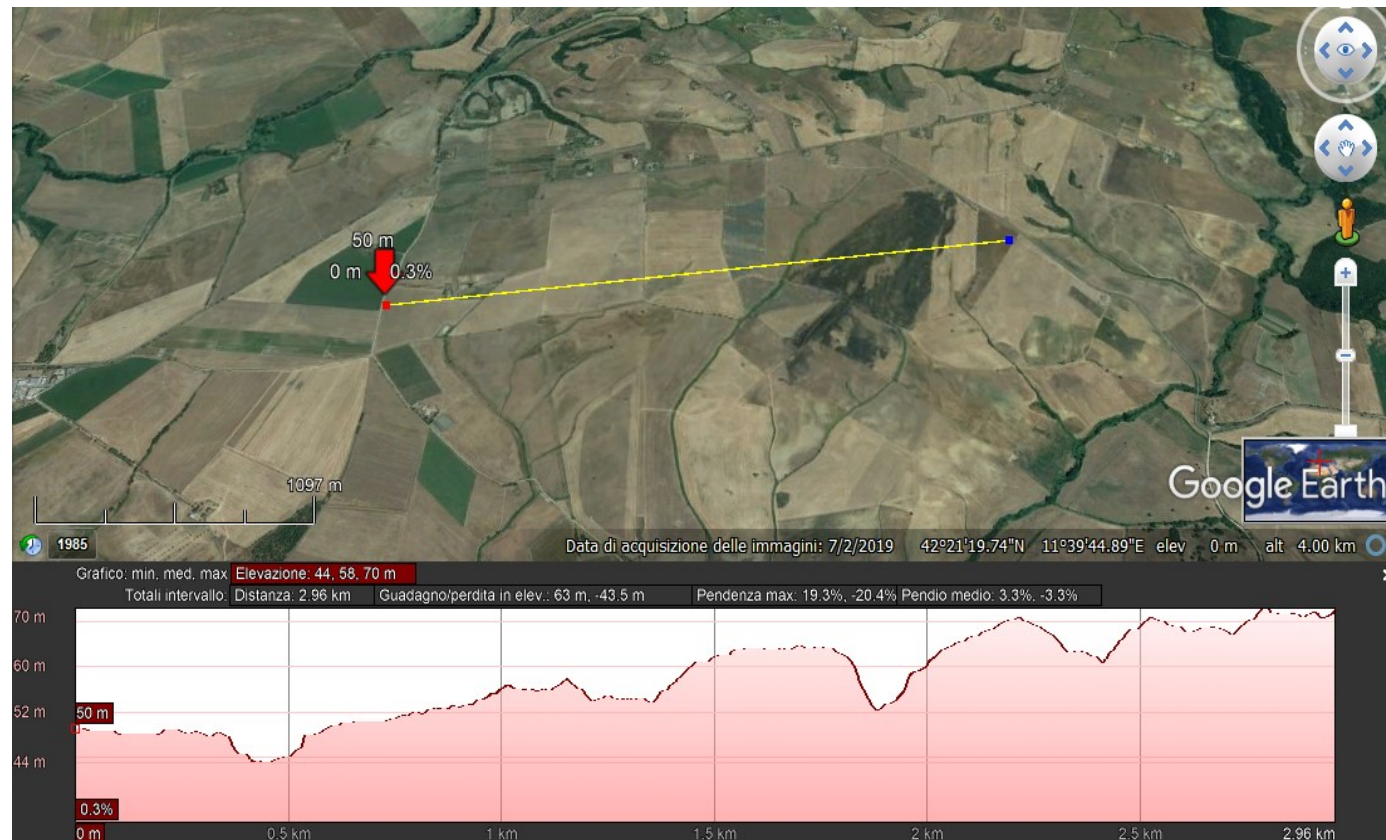 50 m
0 m 0.3%
1097 m
Google Earth
1985
Data di acquisizione delle immagini: 7/2/2019 42°21'19.74"N 11°39'44.89"E elev 0 m alt 4.00 km
Grafico: min, med, max Elevazione: 44, 58, 70 m
Totali intervallo: Distanza: 2.96 km Guadagno/perdita in elev.: 63 m, -43.5 m Pendenza max: 19.3%, -20.4% Pendio medio: 3.3%, -3.3%
70 m
60 m
52 m 50 m
44 m
0.3%
0 m 0.5 km 1 km 1.5 km 2 km 2.5 km 2.96 km